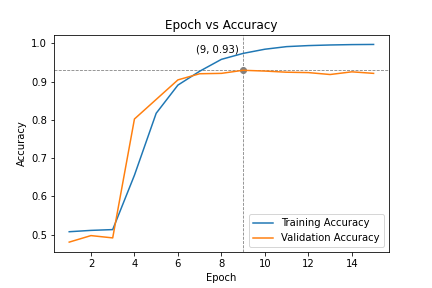 Epoch vs Accuracy
1.0
0.9
0.8
0.7
0.6
0.5
Accuracy
(9, 0.93)
Training Accuracy
Validation Accuracy
2 4 6 8 10 12 14
Epoch